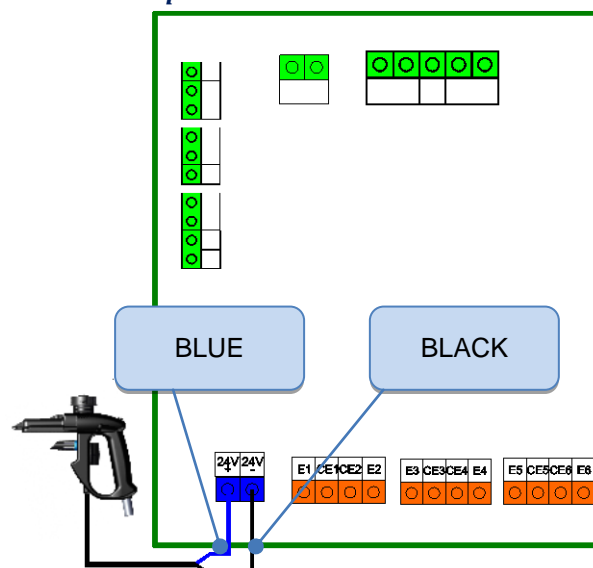 BLUE
BLACK
24V 24V
+ -
E1 CE1 CE2 E2
E3 CE3 CE4 E4
E5 CE5 CE6 E6